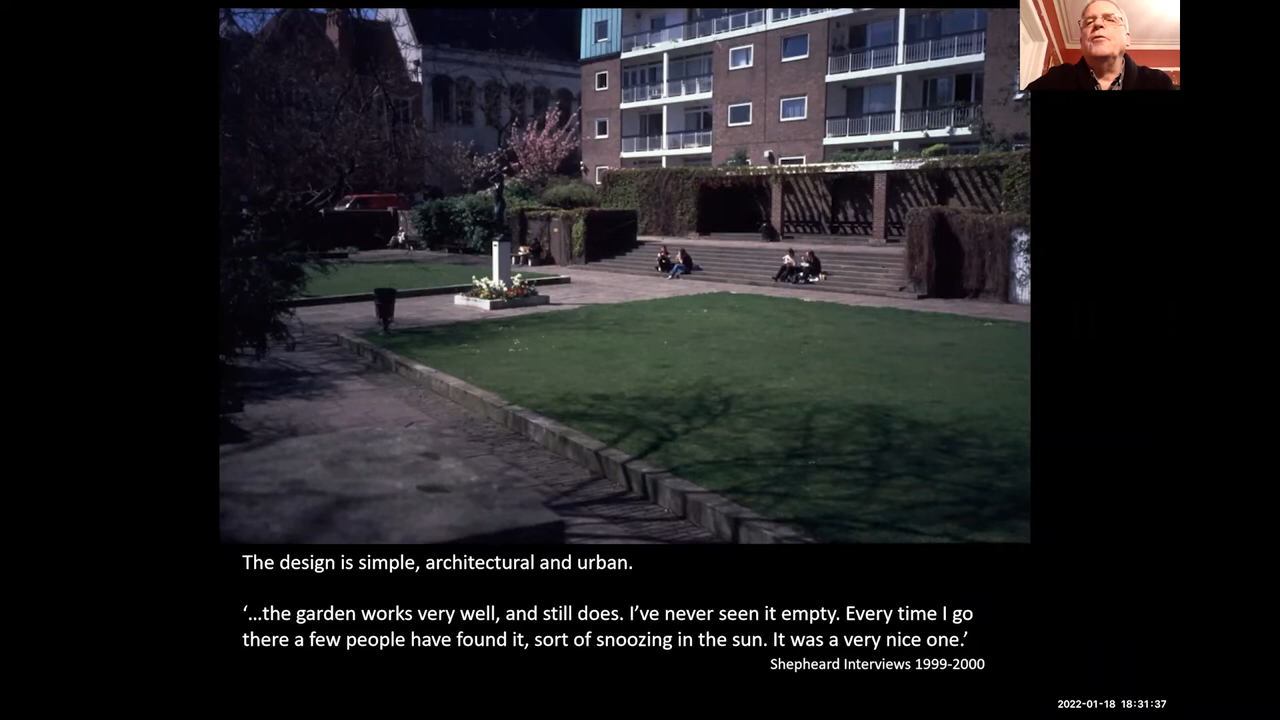 The design is simple, architectural and urban.
‘...the garden works very well, and still does. I’ve never seen it empty. Every time I go
there a few people have found it, sort of snoozing in the sun. It was a very nice one.’
Shepheard Interviews 1999-2000
2022-01-18 18:31:37